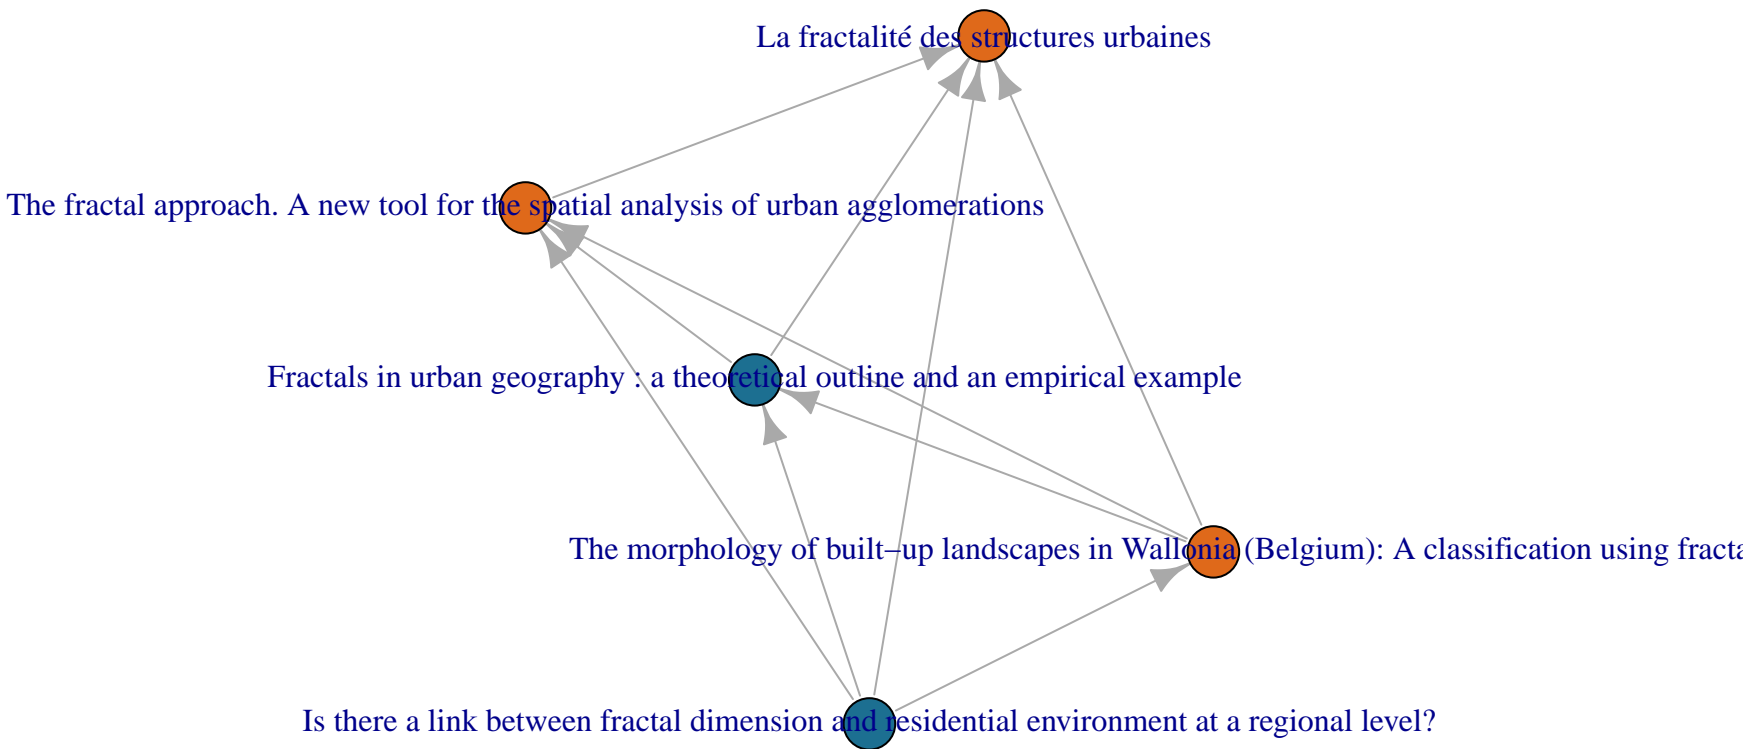 La fractalité des structures urbaines
The fractal approach. A new tool for the spatial analysis of urban agglomerations
Fractals in urban geography : a theoretical outline and an empirical example
The morphology of built−up landscapes in Wallonia (Belgium): A classification using fracta
Is there a link between fractal dimension and residential environment at a regional level?